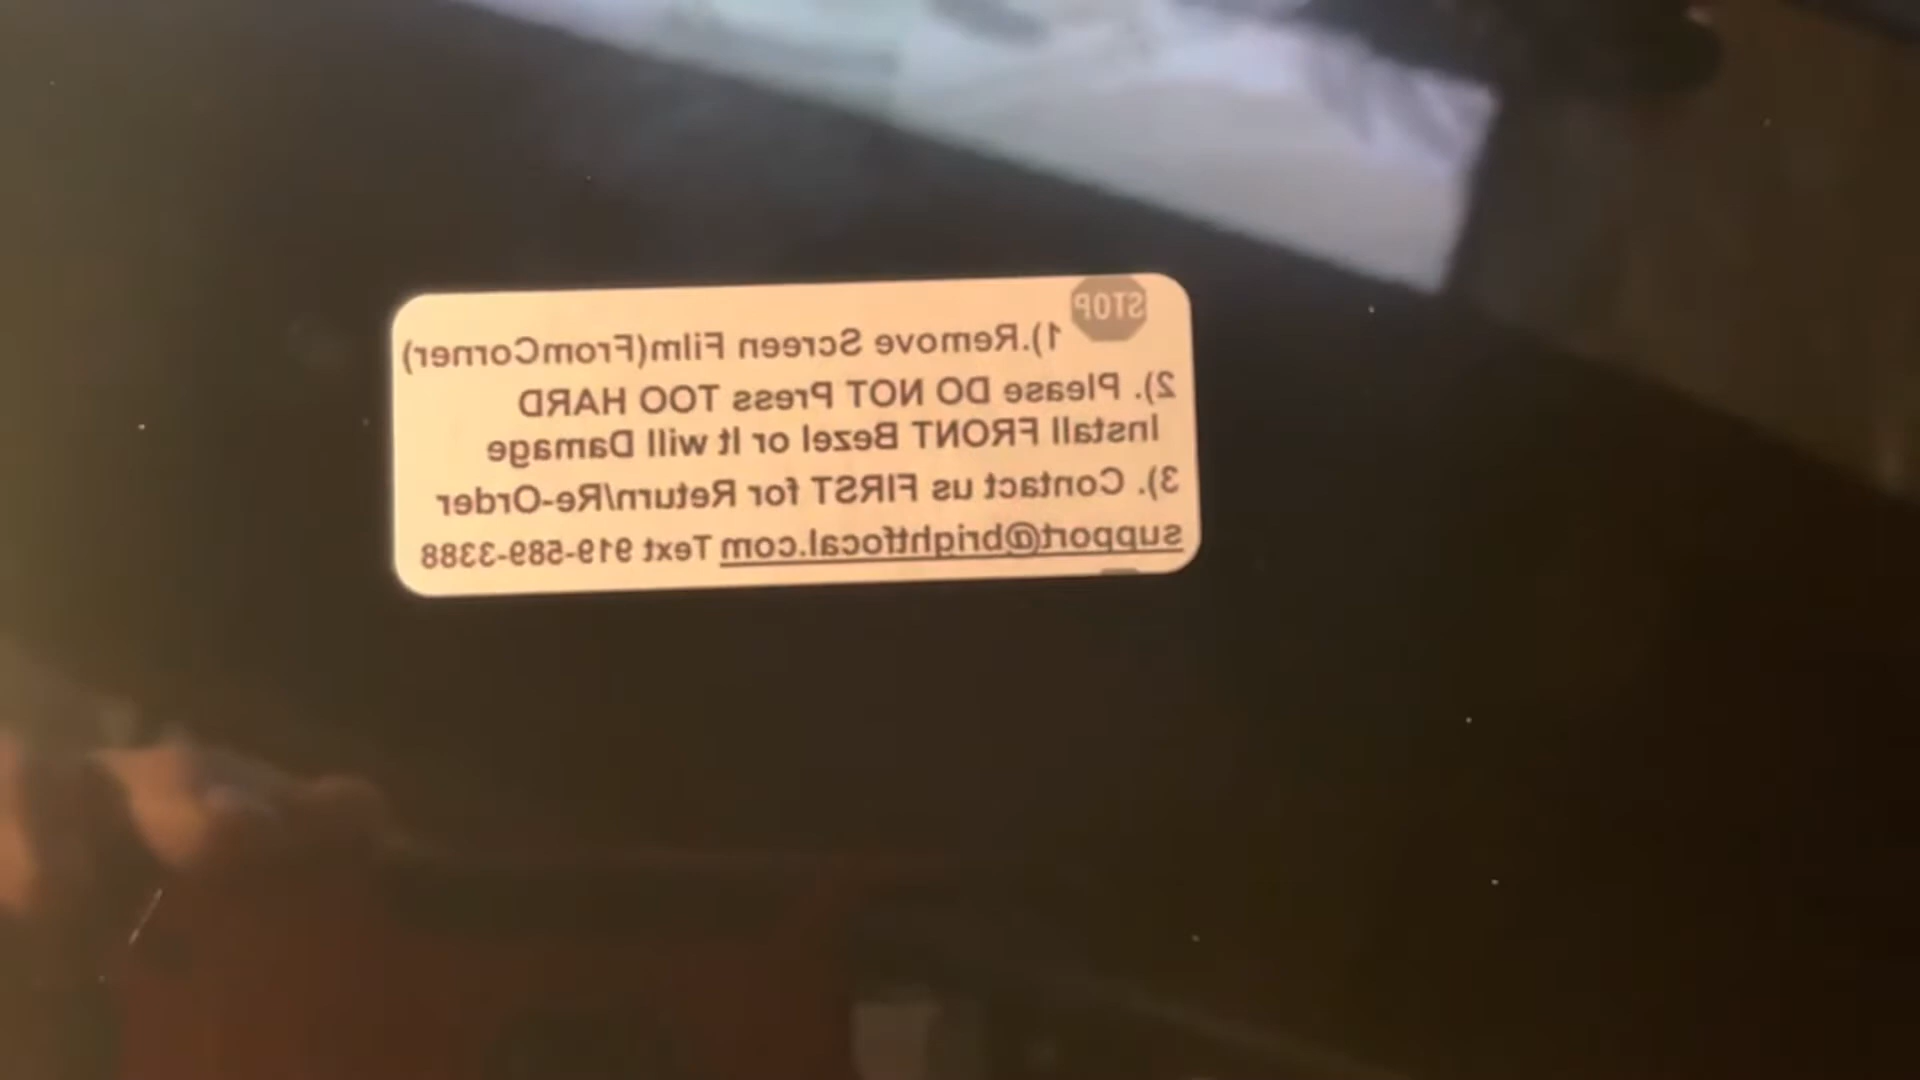 STOP
1).Remove Screen Film(FromCorner)
2). Please DO NOT Press TOO HARD
Install FRONT Bezel or It will Damage
3). Contact us FIRST for Return/Re-Order
support@brightfocal.com Text 919-589-3388